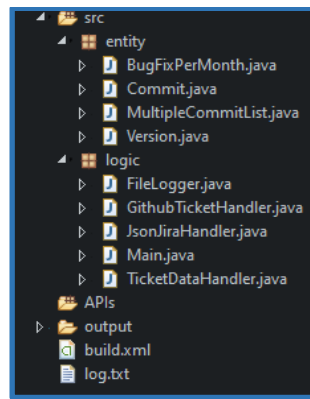 src
entity
BugFixPerMonth.java
Commit.java
MultipleCommitList.java
Version.java
logic
FileLogger.java
GithubTicketHandler.java
JsonJiraHandler.java
Main.java
TicketDataHandler.java
APIs
output
build.xml
log.txt